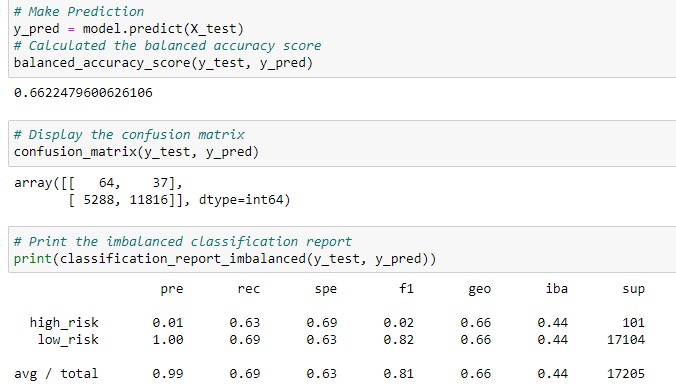 # Make Prediction
y_pred = model.predict(X_test)
# Calculated the balanced accuracy score
balanced_accuracy_score(y_test, y_pred)
0.6622479600626106
# Display the confusion matrix
confusion_matrix(y_test, y_pred)
array([[   64,    37],
       [ 5288, 11816]], dtype=int64)
# Print the imbalanced classification report
print(classification_report_imbalanced(y_test, y_pred))
                   pre       rec       spe        f1       geo       iba       sup
  high_risk       0.01      0.63      0.69      0.02      0.66      0.44       101
   low_risk       1.00      0.69      0.63      0.82      0.66      0.44     17104
avg / total       0.99      0.69      0.63      0.81      0.66      0.44     17205